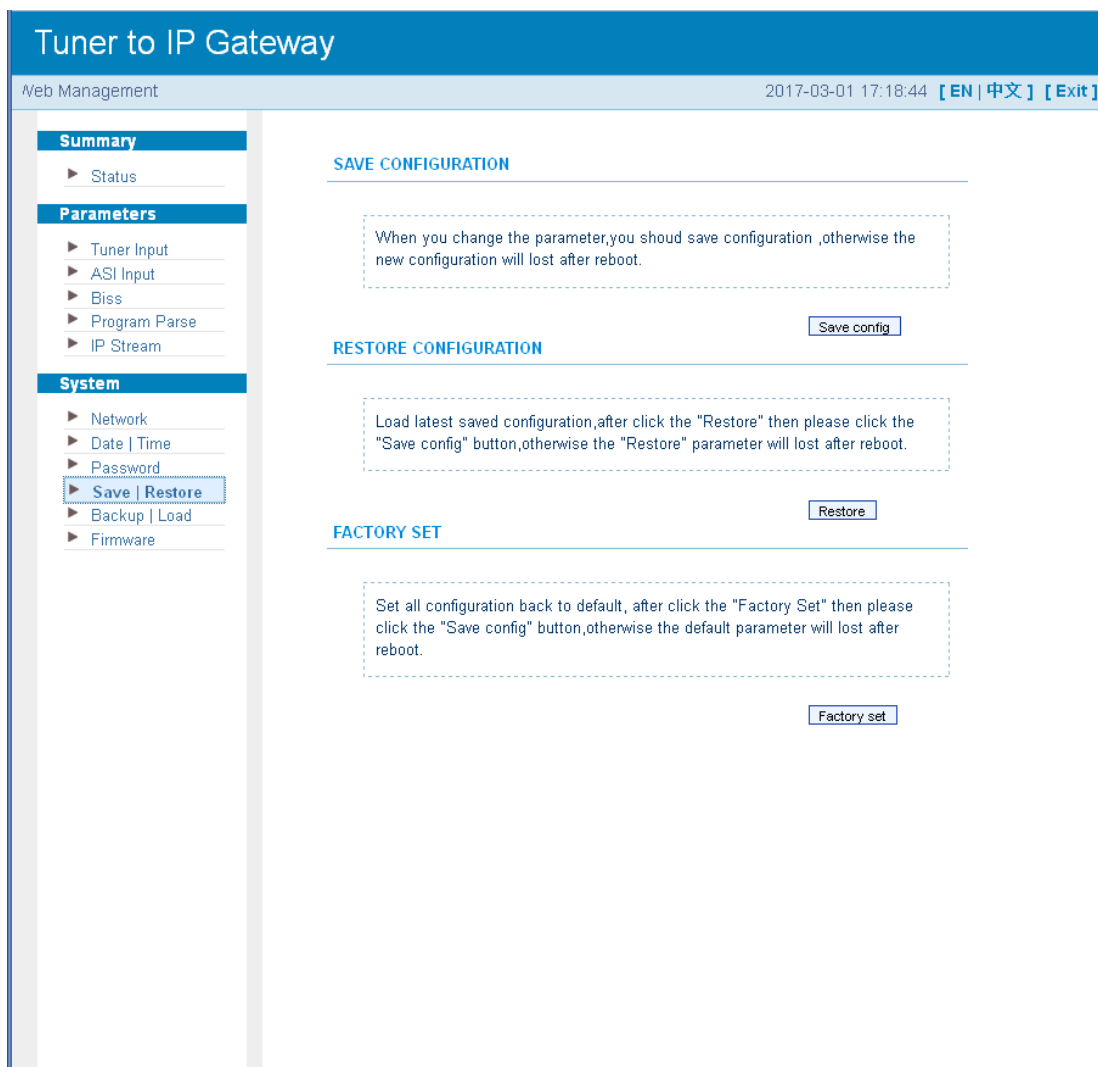 Tuner to IP Gateway
Web Management
2017-03-01 17:18:44 [ EN | 中文 ] [ Exit ]
Summary
Status
Parameters
Tuner Input
ASI Input
Biss
Program Parse
IP Stream
System
Network
Date | Time
Password
Save | Restore
Backup | Load
Firmware
SAVE CONFIGURATION
When you change the parameter,you shoud save configuration ,otherwise the
new configuration will lost after reboot.
Save config
RESTORE CONFIGURATION
Load latest saved configuration,after click the "Restore" then please click the
"Save config" button,otherwise the "Restore" parameter will lost after reboot.
Restore
FACTORY SET
Set all configuration back to default, after click the "Factory Set" then please
click the "Save config" button,otherwise the default parameter will lost after
reboot.
Factory set